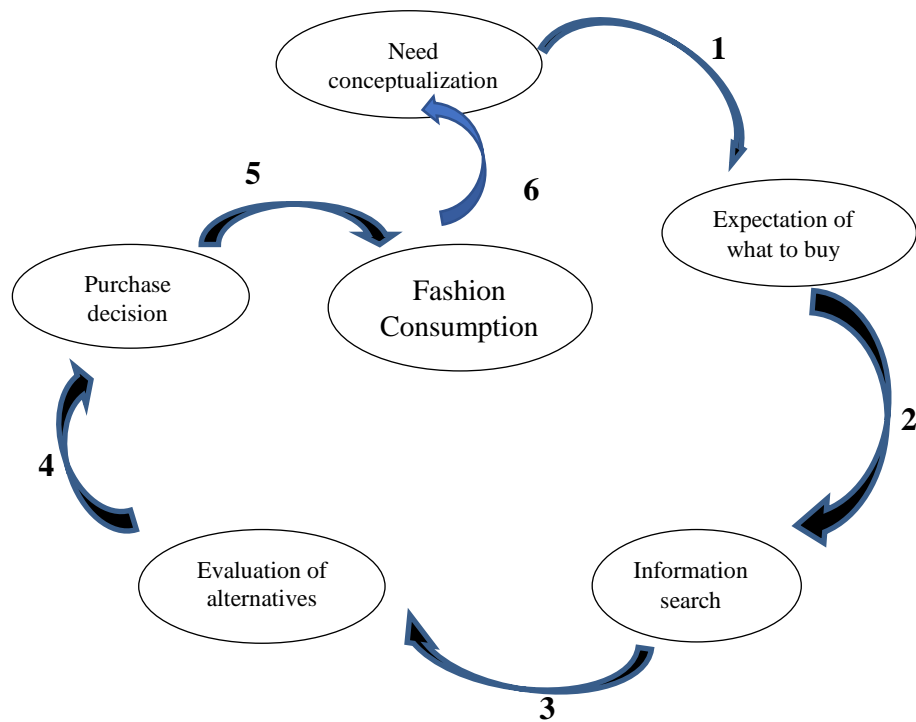 Need
conceptualization
1
Expectation of
what to buy
2
Information
search
3
Evaluation of
alternatives
4
Purchase
decision
5
Fashion
Consumption
6